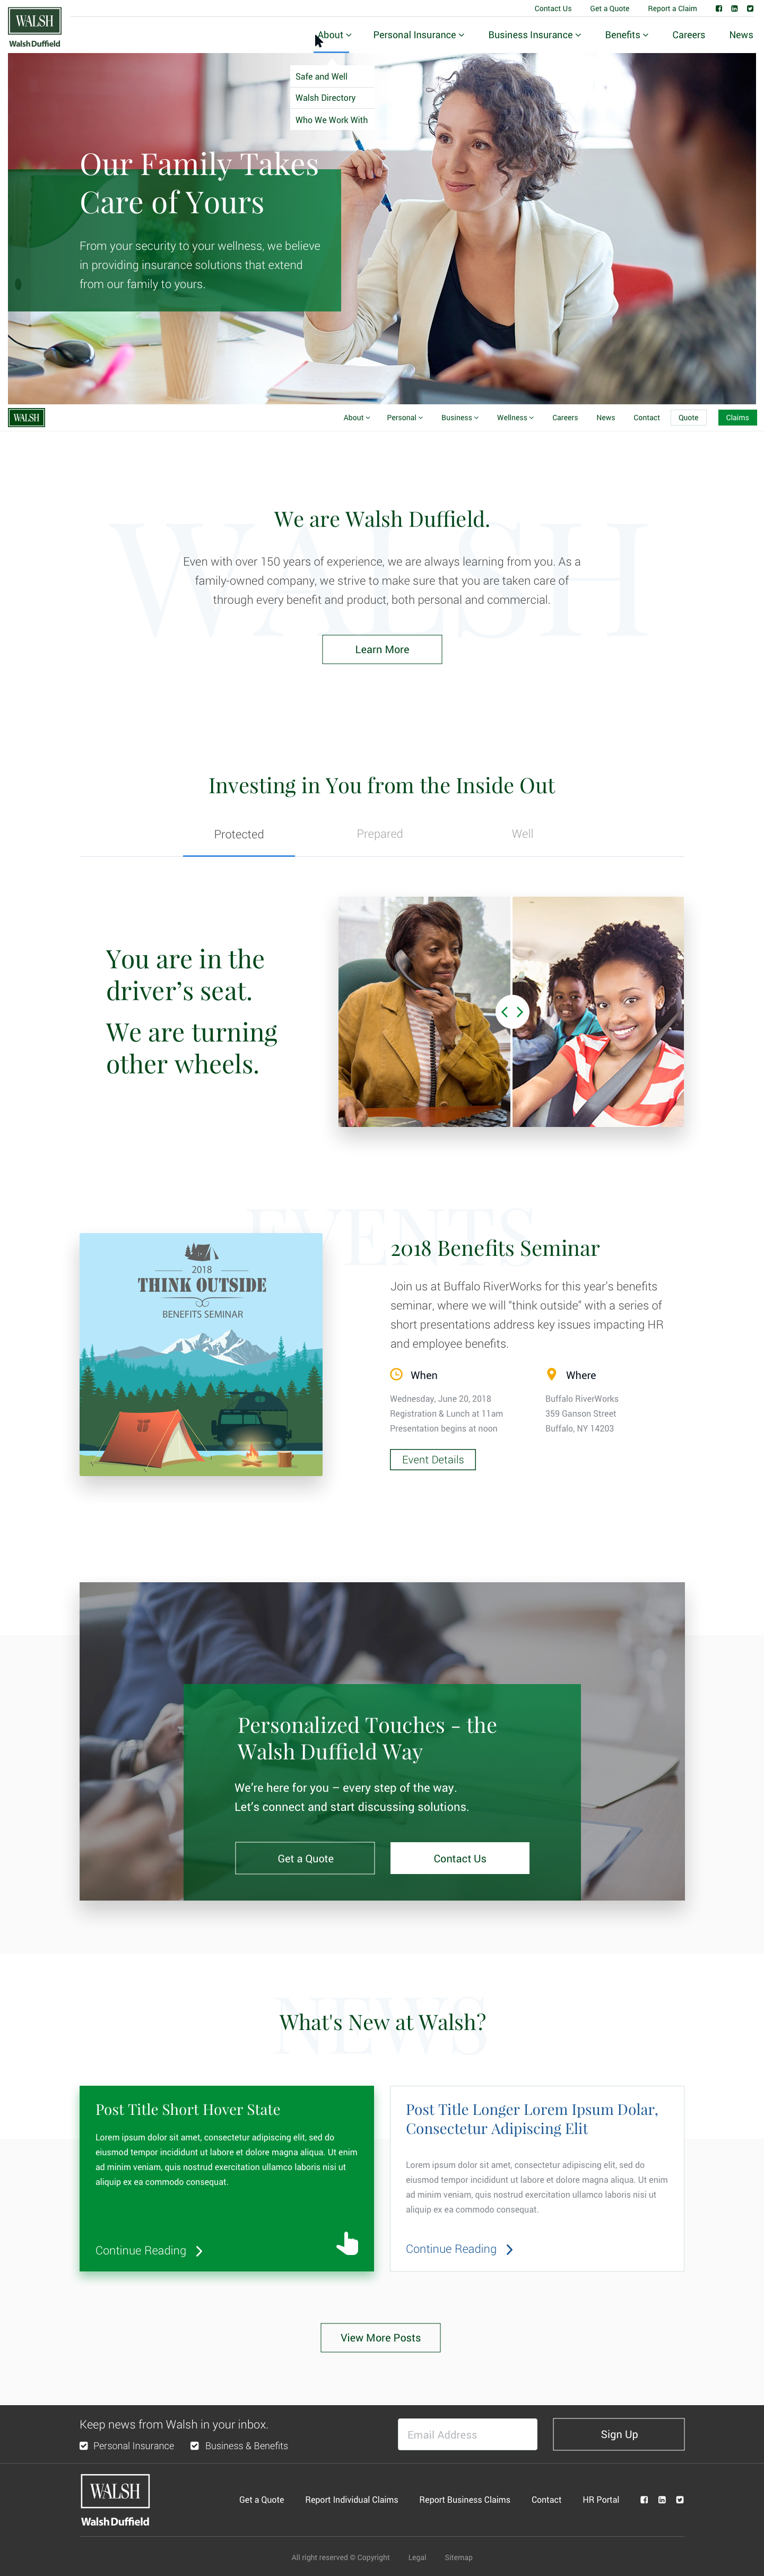 WALSH
Walsh Duffield
Contact Us Get a Quote Report a Claim
About Personal Insurance Business Insurance Benefits Careers News
Safe and Well
Walsh Directory
Who We Work With
Our Family Takes
Care of Yours
From your security to your wellness, we believe
in providing insurance solutions that extend
from our family to yours.
WALSH
About Personal Business Wellness Careers News Contact Quote Claims
WALSH
We are Walsh Duffield.
Even with over 150 years of experience, we are always learning from you. As a
family-owned company, we strive to make sure that you are taken care of
through every benefit and product, both personal and commercial.
Learn More
Investing in You from the Inside Out
Protected Prepared Well
You are in the
driver’s seat.
We are turning
other wheels.
EVENTS
2018
THINK OUTSIDE
BENEFITS SEMINAR
2018 Benefits Seminar
Join us at Buffalo RiverWorks for this year's benefits
seminar, where we will “think outside” with a series of
short presentations address key issues impacting HR
and employee benefits.
When
Wednesday, June 20, 2018
Registration & Lunch at 11am
Presentation begins at noon
Where
Buffalo RiverWorks
359 Ganson Street
Buffalo, NY 14203
Event Details
Personalized Touches - the
Walsh Duffield Way
We’re here for you – every step of the way.
Let’s connect and start discussing solutions.
Get a Quote Contact Us
NEWS
What's New at Walsh?
Post Title Short Hover State
Lorem ipsum dolor sit amet, consectetur adipiscing elit, sed do
eiusmod tempor incididunt ut labore et dolore magna aliqua. Ut enim
ad minim veniam, quis nostrud exercitation ullamco laboris nisi ut
aliquip ex ea commodo consequat.
Continue Reading
Post Title Longer Lorem Ipsum Dolar,
Consectetur Adipiscing Elit
Lorem ipsum dolor sit amet, consectetur adipiscing elit, sed do
eiusmod tempor incididunt ut labore et dolore magna aliqua. Ut enim
ad minim veniam, quis nostrud exercitation ullamco laboris nisi ut
aliquip ex ea commodo consequat.
Continue Reading
View More Posts
Keep news from Walsh in your inbox.
Personal Insurance Business & Benefits
Email Address Sign Up
WALSH
Walsh Duffield
Get a Quote Report Individual Claims Report Business Claims Contact HR Portal
All right reserved © Copyright Legal Sitemap